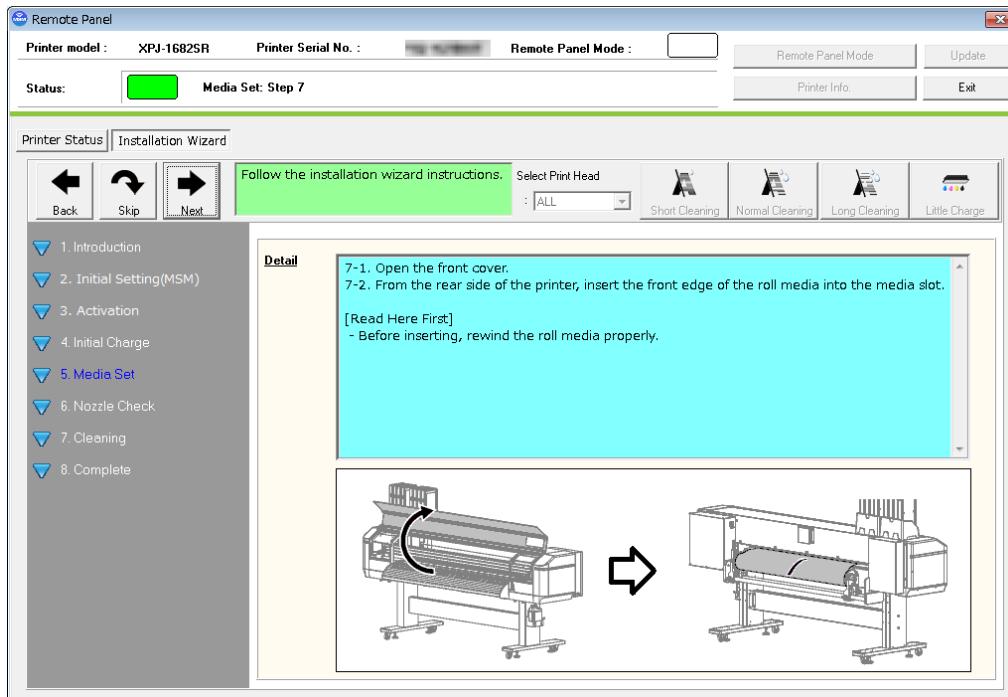 Remote Panel
Printer model : XPJ-1682SR Printer Serial No. : Remote Panel Mode :
Remote Panel Mode Update
Status: Media Set: Step 7
Printer Info. Exit
Printer Status Installation Wizard
Back Skip Next
Follow the installation wizard instructions.
Select Print Head
: ALL
Short Cleaning Normal Cleaning Long Cleaning Little Charge
1. Introduction
2. Initial Setting(MSM)
3. Activation
4. Initial Charge
5. Media Set
6. Nozzle Check
7. Cleaning
8. Complete
Detail
7-1. Open the front cover.
7-2. From the rear side of the printer, insert the front edge of the roll media into the media slot.
[Read Here First]
- Before inserting, rewind the roll media properly.